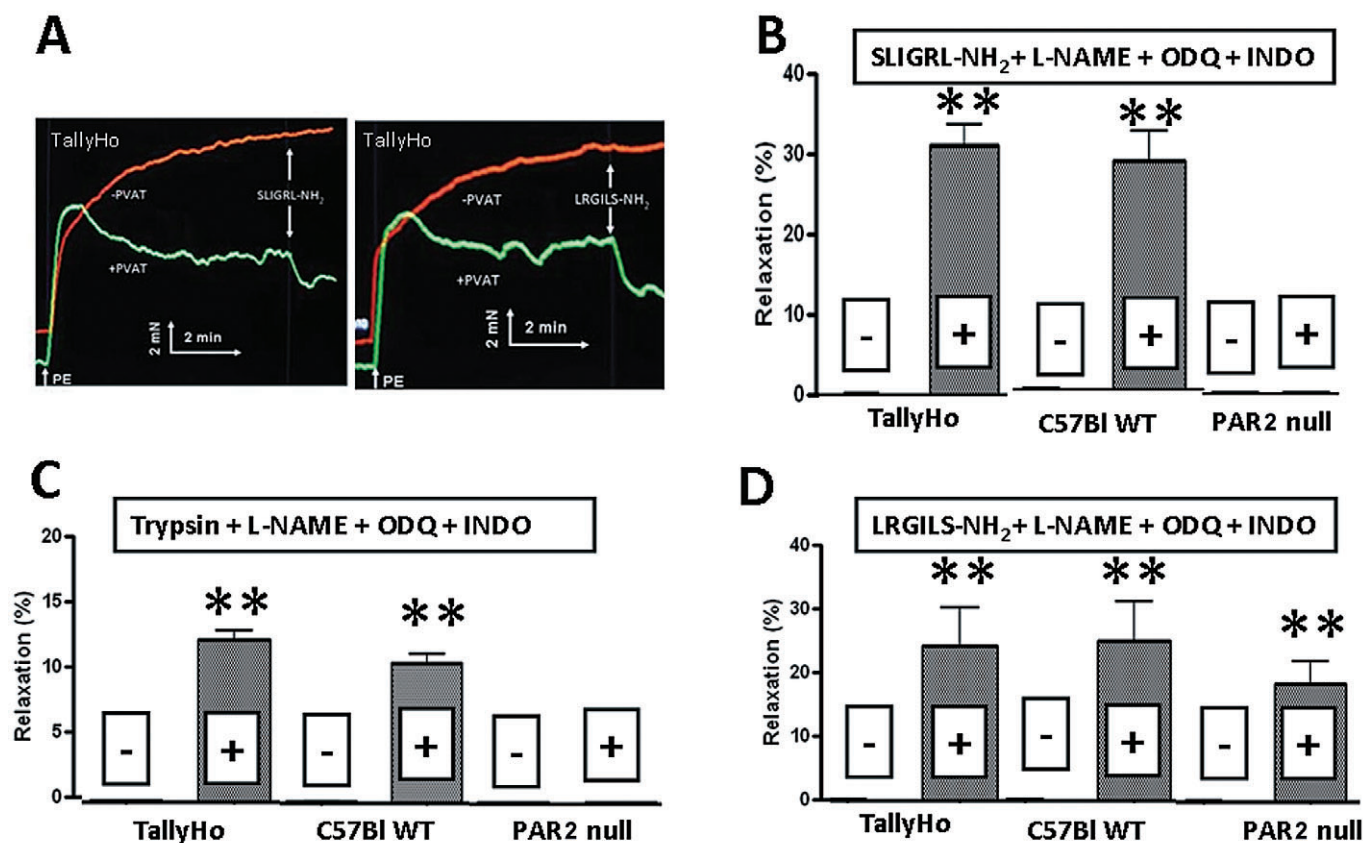 A
TallyHo
-PVAT
SLIGRL-NH₂
+PVAT
2 mN
2 min
PE
TallyHo
-PVAT
LRGILS-NH₂
+PVAT
2 mN
2 min
PE
B
SLIGRL-NH₂+ L-NAME + ODQ + INDO
Relaxation (%)
40
30
20
10
0
**
**
- + - + - +
TallyHo C57Bl WT PAR2 null
C
Trypsin + L-NAME + ODQ + INDO
Relaxation (%)
20
15
10
5
0
**
**
- + - + - +
TallyHo C57Bl WT PAR2 null
D
LRGILS-NH₂+ L-NAME + ODQ + INDO
Relaxation (%)
40
30
20
10
0
**
**
**
- + - + - +
TallyHo C57Bl WT PAR2 null